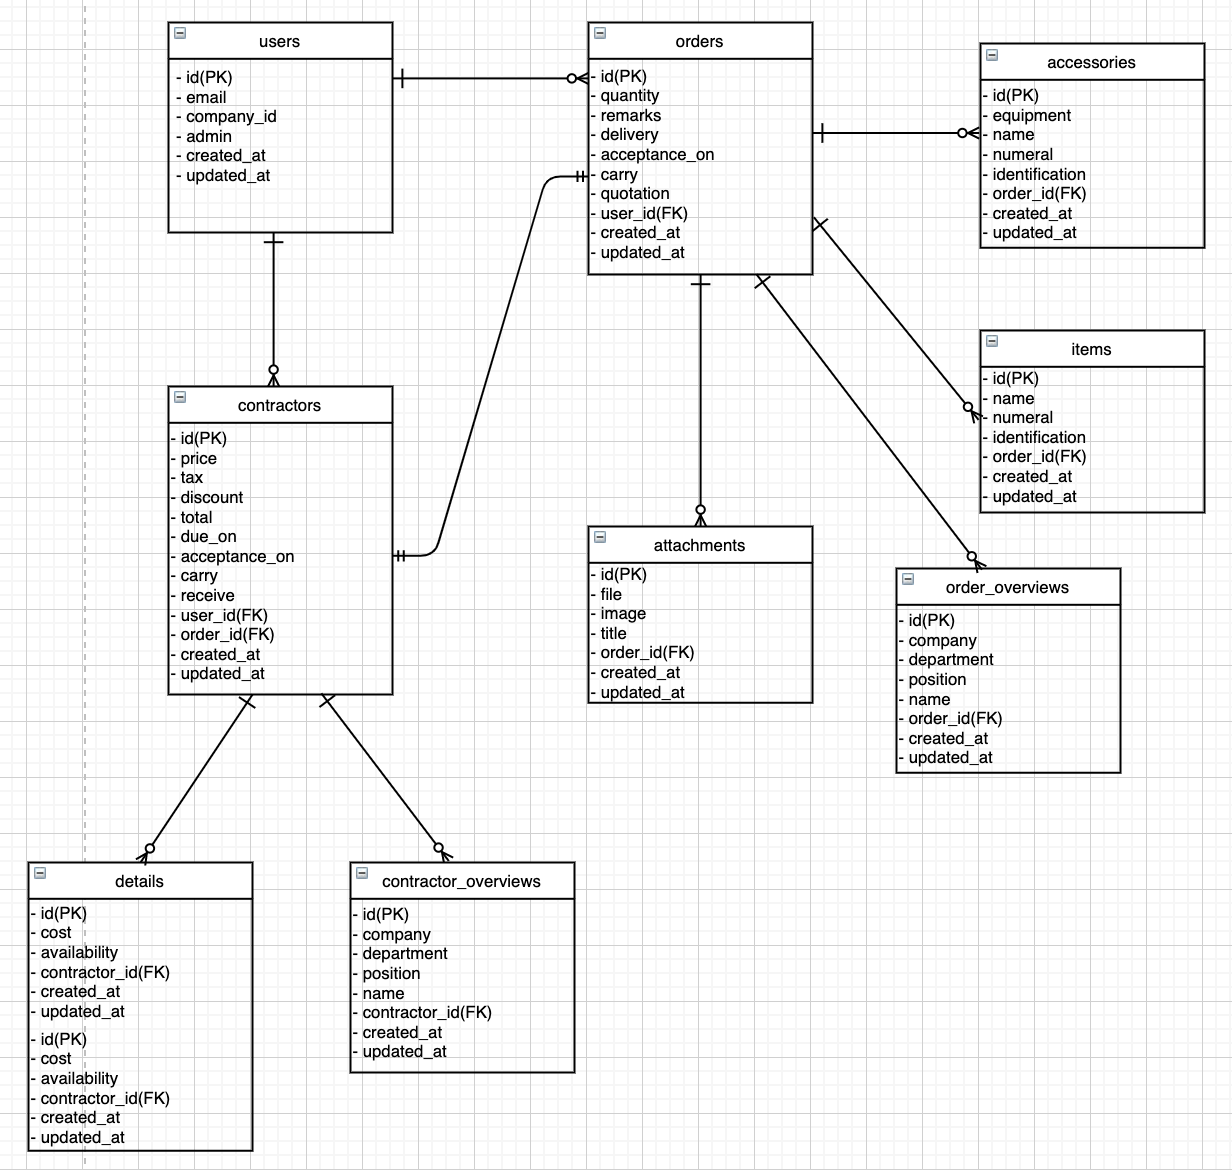 users
- id(PK)
- email
- company_id
- admin
- created_at
- updated_at
orders
- id(PK)
- quantity
- remarks
- delivery
- acceptance_on
- carry
- quotation
- user_id(FK)
- created_at
- updated_at
accessories
- id(PK)
- equipment
- name
- numeral
- identification
- order_id(FK)
- created_at
- updated_at
items
- id(PK)
- name
- numeral
- identification
- order_id(FK)
- created_at
- updated_at
contractors
- id(PK)
- price
- tax
- discount
- total
- due_on
- acceptance_on
- carry
- receive
- user_id(FK)
- order_id(FK)
- created_at
- updated_at
attachments
- id(PK)
- file
- image
- title
- order_id(FK)
- created_at
- updated_at
order_overviews
- id(PK)
- company
- department
- position
- name
- order_id(FK)
- created_at
- updated_at
details
- id(PK)
- cost
- availability
- contractor_id(FK)
- created_at
- updated_at
- id(PK)
- cost
- availability
- contractor_id(FK)
- created_at
- updated_at
contractor_overviews
- id(PK)
- company
- department
- position
- name
- contractor_id(FK)
- created_at
- updated_at